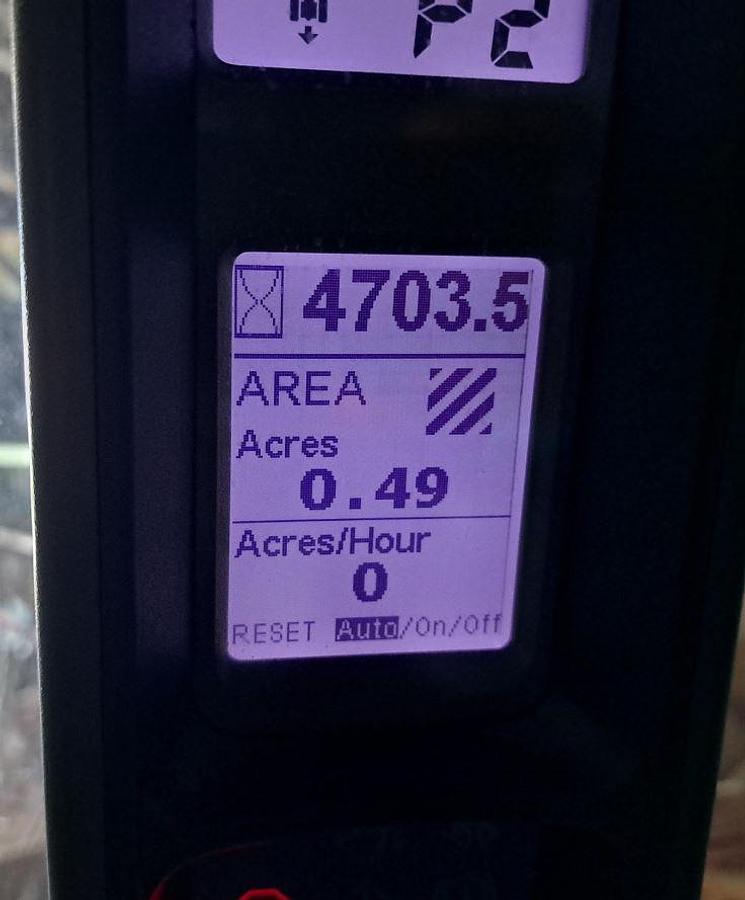 P2
4703.5
AREA
Acres
0.49
Acres/Hour
0
RESET Auto/On/Off